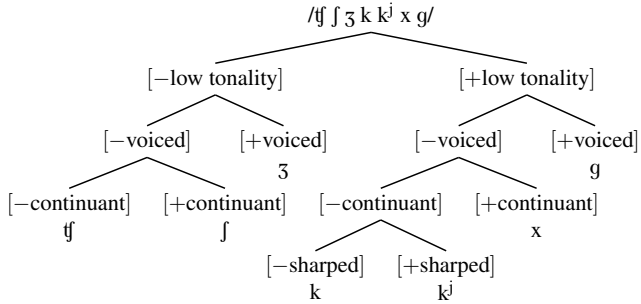 /t͡ʃ ʃ ʒ k kʲ x ɡ/
[−low tonality] [+low tonality]
[−voiced] [+voiced] [−voiced] [+voiced]
ʒ ɡ
[−continuant] [+continuant] [−continuant] [+continuant]
t͡ʃ ʃ x
[−sharped] [+sharped]
k kʲ